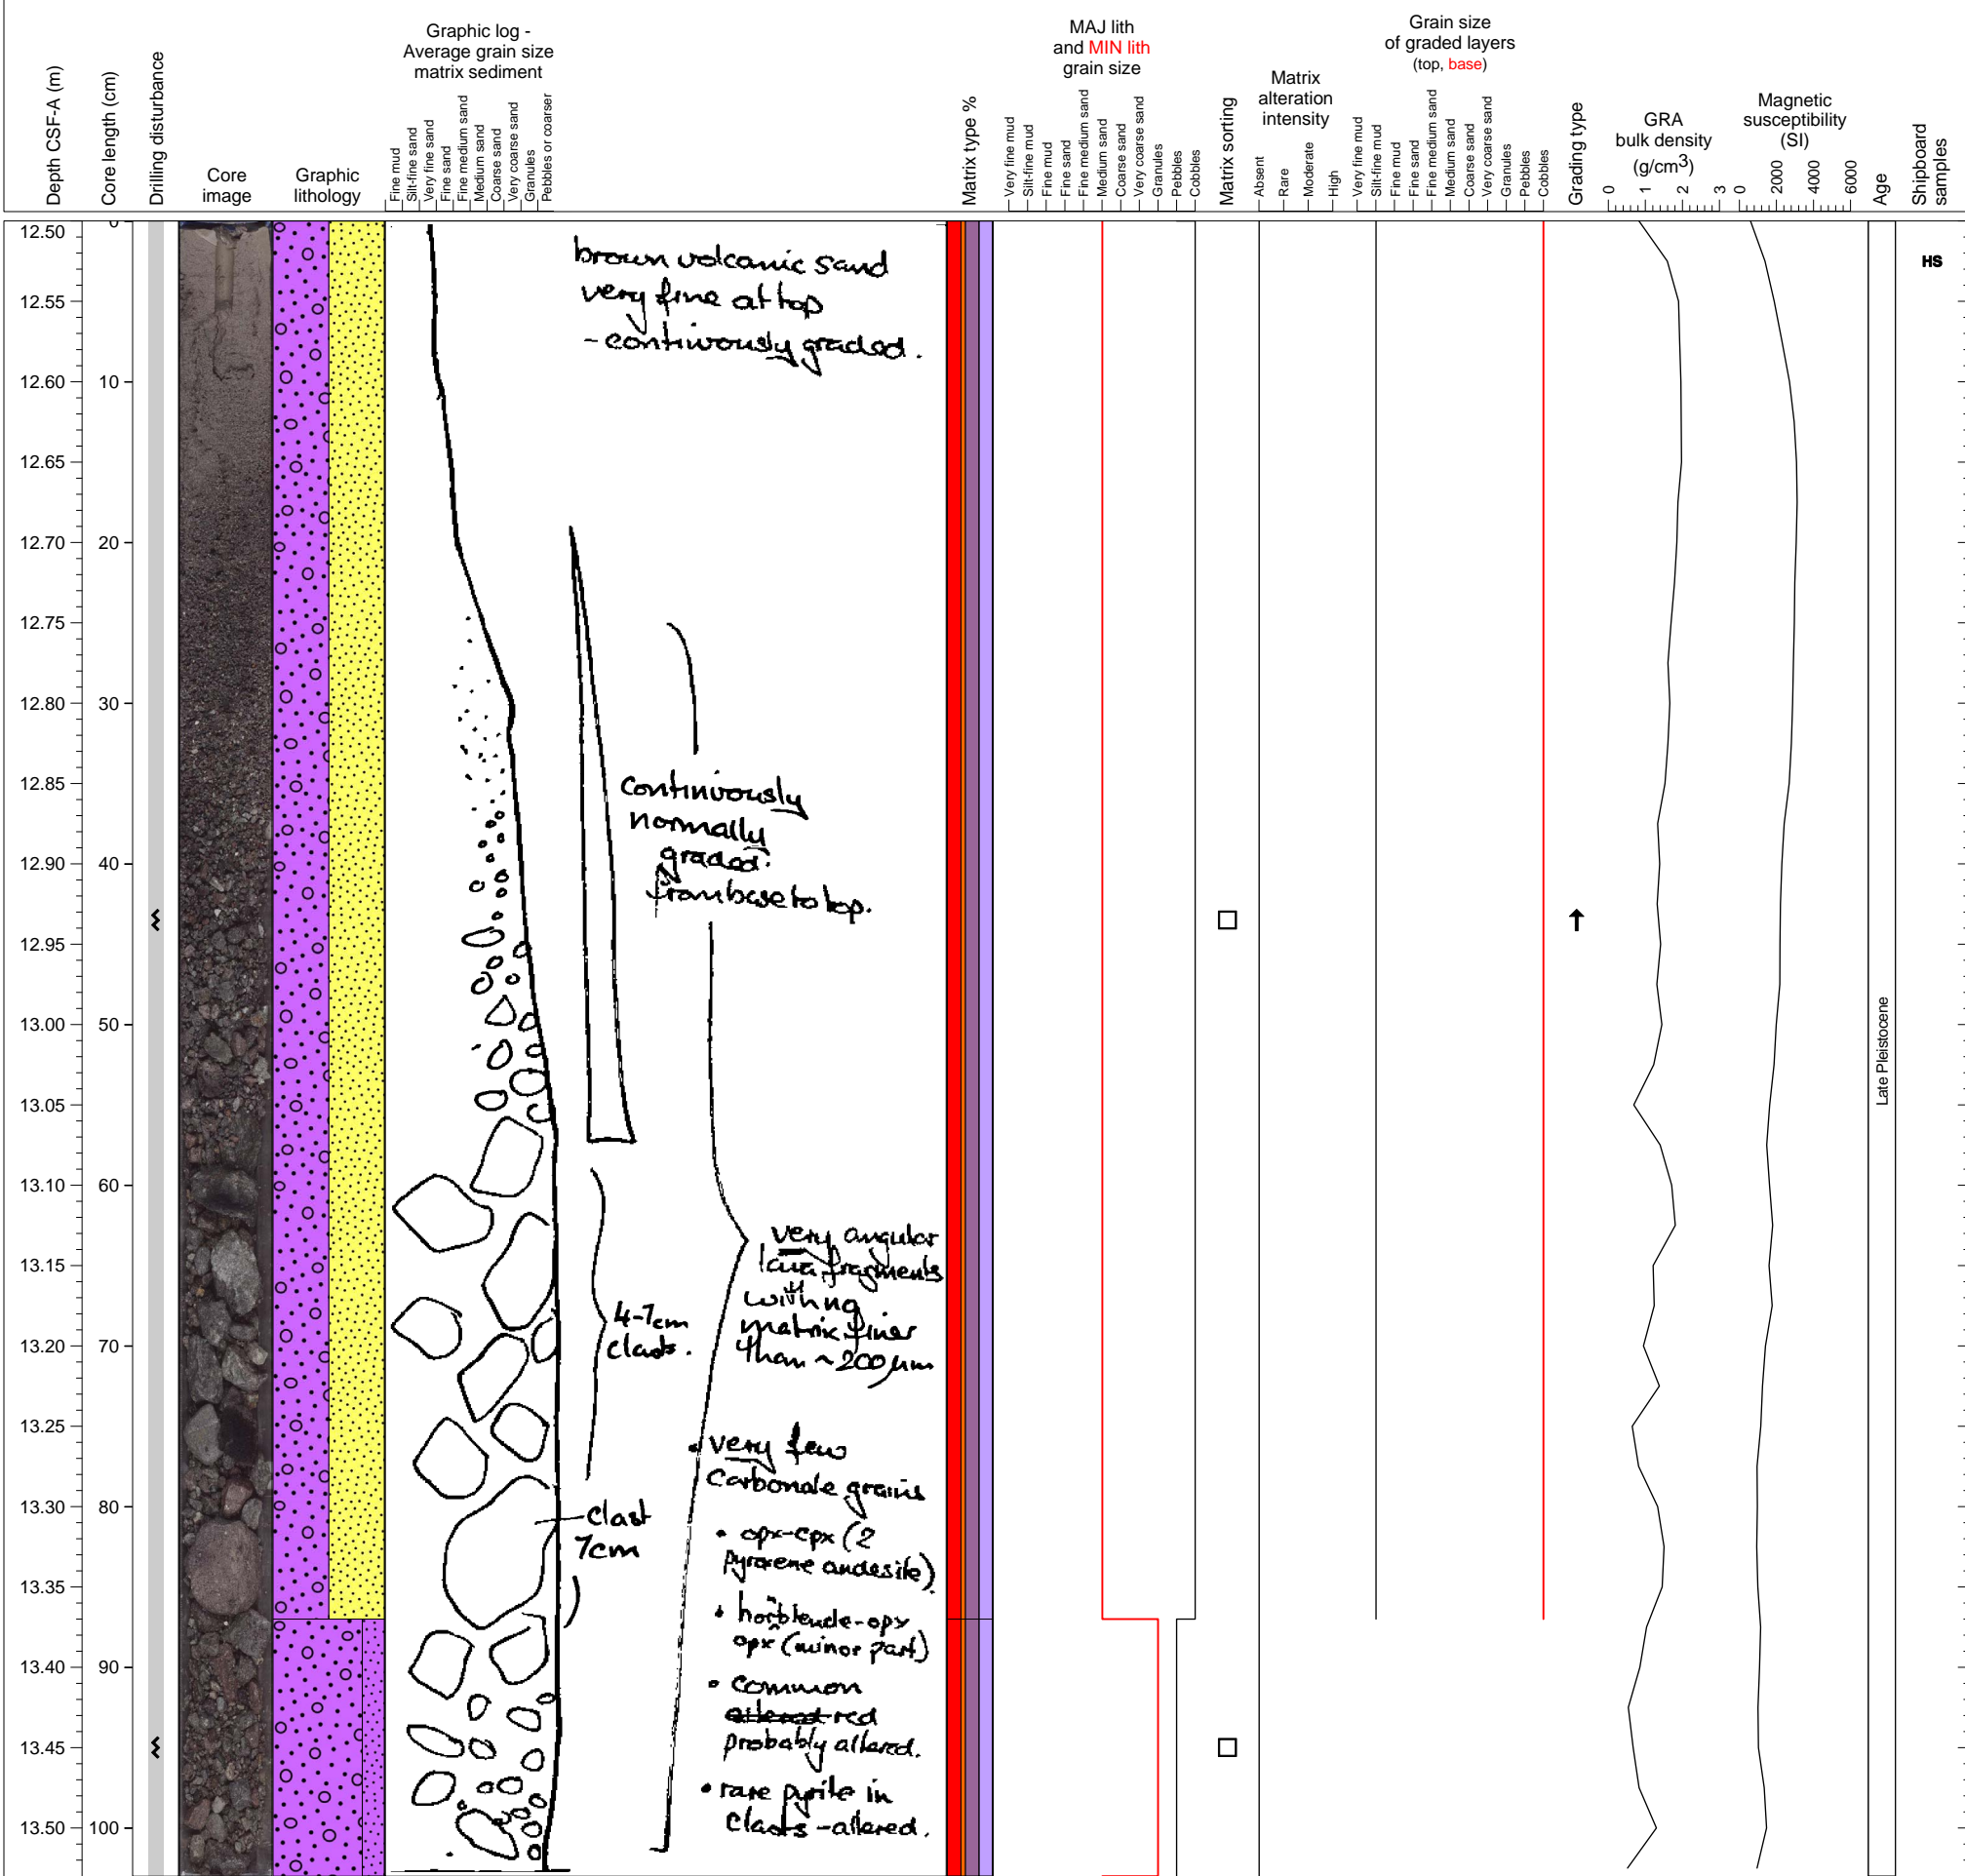 Depth CSF-A (m)
Core length (cm)
Drilling disturbance
Core
image
Graphic
lithology
Graphic log -
Average grain size
matrix sediment
Fine mud
Silt-fine sand
Very fine sand
Fine sand
Fine medium sand
Medium sand
Coarse sand
Very coarse sand
Granules
Pebbles or coarser
Matrix type %
MAJ lith
and MIN lith
grain size
Very fine mud
Silt-fine mud
Fine mud
Fine sand
Fine medium sand
Medium sand
Coarse sand
Very coarse sand
Granules
Pebbles
Cobbles
Matrix sorting
Matrix
alteration
intensity
Absent
Rare
Moderate
High
Grain size
of graded layers
(top, base)
Very fine mud
Silt-fine mud
Fine mud
Fine sand
Fine medium sand
Medium sand
Coarse sand
Very coarse sand
Granules
Pebbles
Cobbles
Grading type
GRA
bulk density
(g/cm3)
0 1 2 3
Magnetic
susceptibility
(SI)
0 2000 4000 6000
Age
Shipboard
samples
12.50
12.55
12.60
12.65
12.70
12.75
12.80
12.85
12.90
12.95
13.00
13.05
13.10
13.15
13.20
13.25
13.30
13.35
13.40
13.45
13.50
0
10
20
30
40
50
60
70
80
90
100
brown volcanic sand
very fine at top
- continuously graded.
continuously
normally
graded.
from base to top.
very angular
lava fragments
with no
matrix finer
than ~200 µm
4-7cm
clasts.
• very few
carbonate grains
clast
7cm
• opx-cpx (2
pyroxene andesite)
• hornblende-opx
opx (minor part)
• common
altered red
probably altered.
• rare pyrite in
clasts - altered.
Late Pleistocene
HS